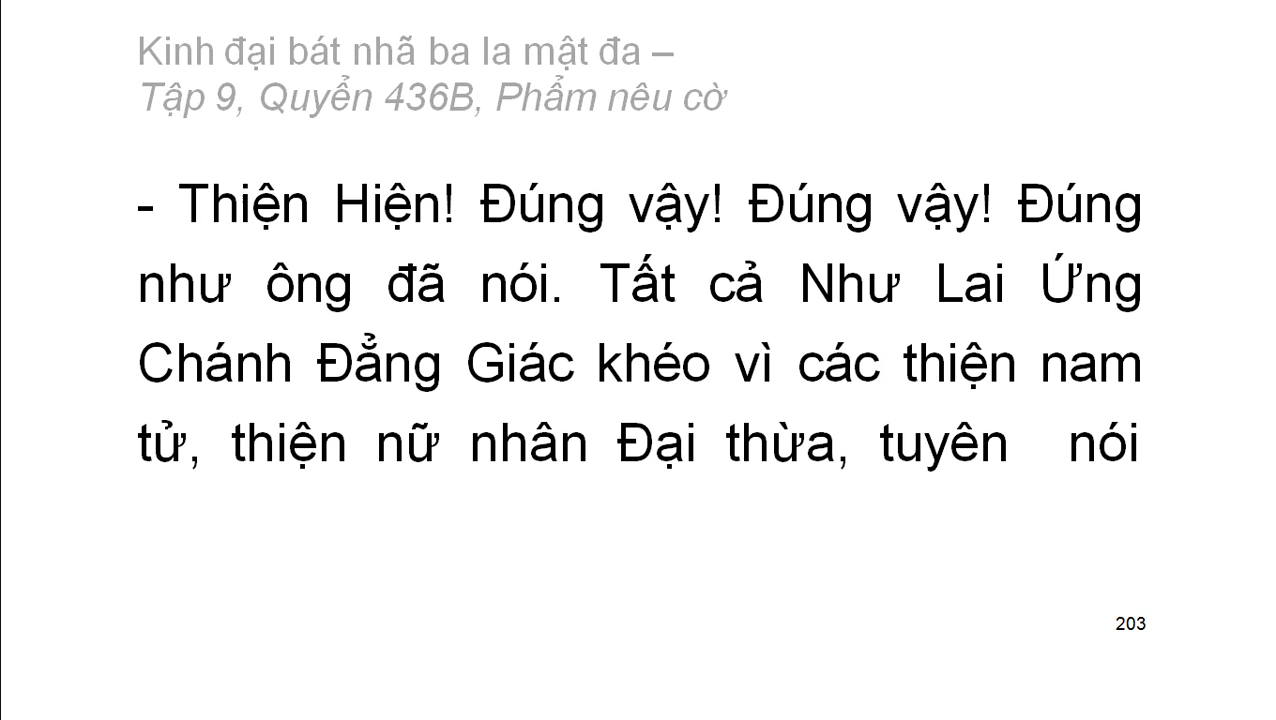 Kinh đại bát nhã ba la mật đa –
Tập 9, Quyển 436B, Phẩm nêu cờ
- Thiện Hiện! Đúng vậy! Đúng vậy! Đúng
như ông đã nói. Tất cả Như Lai Ứng
Chánh Đẳng Giác khéo vì các thiện nam
tử, thiện nữ nhân Đại thừa, tuyên nói
203